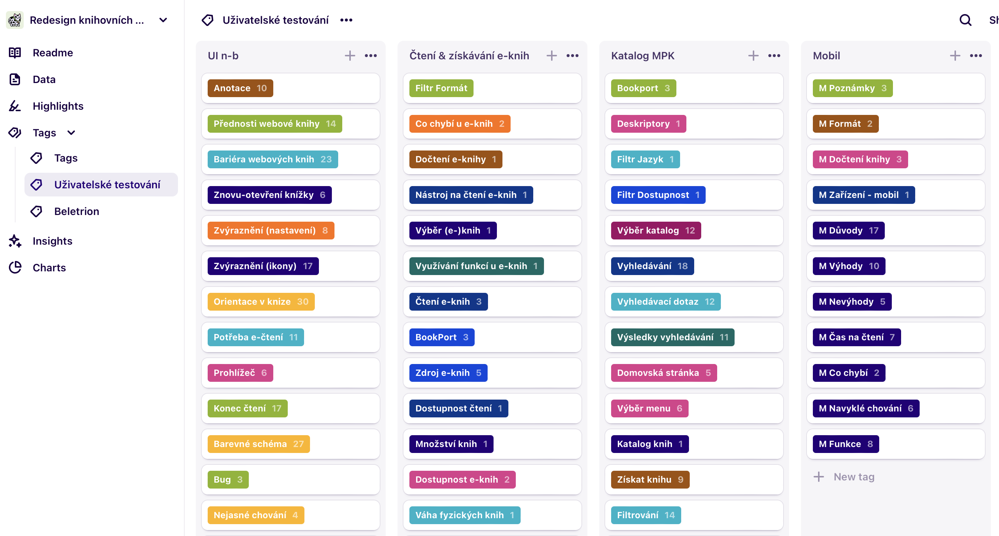 Redesign knihovních ...
Readme
Data
Highlights
Tags
Tags
Uživatelské testování
Beletrion
Insights
Charts
Uživatelské testování
Sh
UI n-b
Anotace 10
Přednosti webové knihy 14
Bariéra webových knih 23
Znovu-otevření knížky 6
Zvýraznění (nastavení) 8
Zvýraznění (ikony) 17
Orientace v knize 30
Potřeba e-čtení 11
Prohlížeč 6
Konec čtení 17
Barevné schéma 27
Bug 3
Nejasné chování 4
Čtení & získávání e-knih
Filtr Formát
Co chybí u e-knih 2
Dočtení e-knihy 1
Nástroj na čtení e-knih 1
Výběr (e-)knih 1
Využívání funkcí u e-knih 1
Čtení e-knih 3
BookPort 3
Zdroj e-knih 5
Dostupnost čtení 1
Množství knih 1
Dostupnost e-knih 2
Váha fyzických knih 1
Katalog MPK
Bookport 3
Deskriptory 1
Filtr Jazyk 1
Filtr Dostupnost 1
Výběr katalog 12
Vyhledávání 18
Vyhledávací dotaz 12
Výsledky vyhledávání 11
Domovská stránka 5
Výběr menu 6
Katalog knih 1
Získat knihu 9
Filtrování 14
Mobil
M Poznámky 3
M Formát 2
M Dočtení knihy 3
M Zařízení - mobil 1
M Důvody 17
M Výhody 10
M Nevýhody 5
M Čas na čtení 7
M Co chybí 2
M Navyklé chování 6
M Funkce 8
New tag